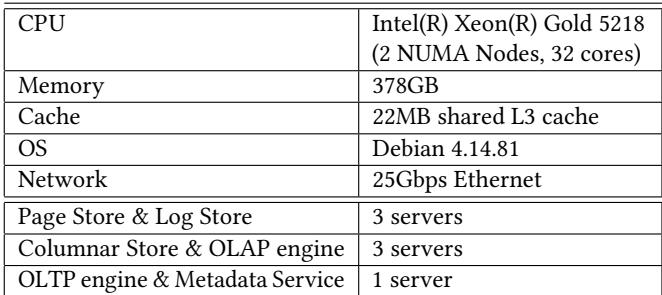 CPU Intel(R) Xeon(R) Gold 5218
(2 NUMA Nodes, 32 cores)
Memory 378GB
Cache 22MB shared L3 cache
OS Debian 4.14.81
Network 25Gbps Ethernet
Page Store & Log Store 3 servers
Columnar Store & OLAP engine 3 servers
OLTP engine & Metadata Service 1 server